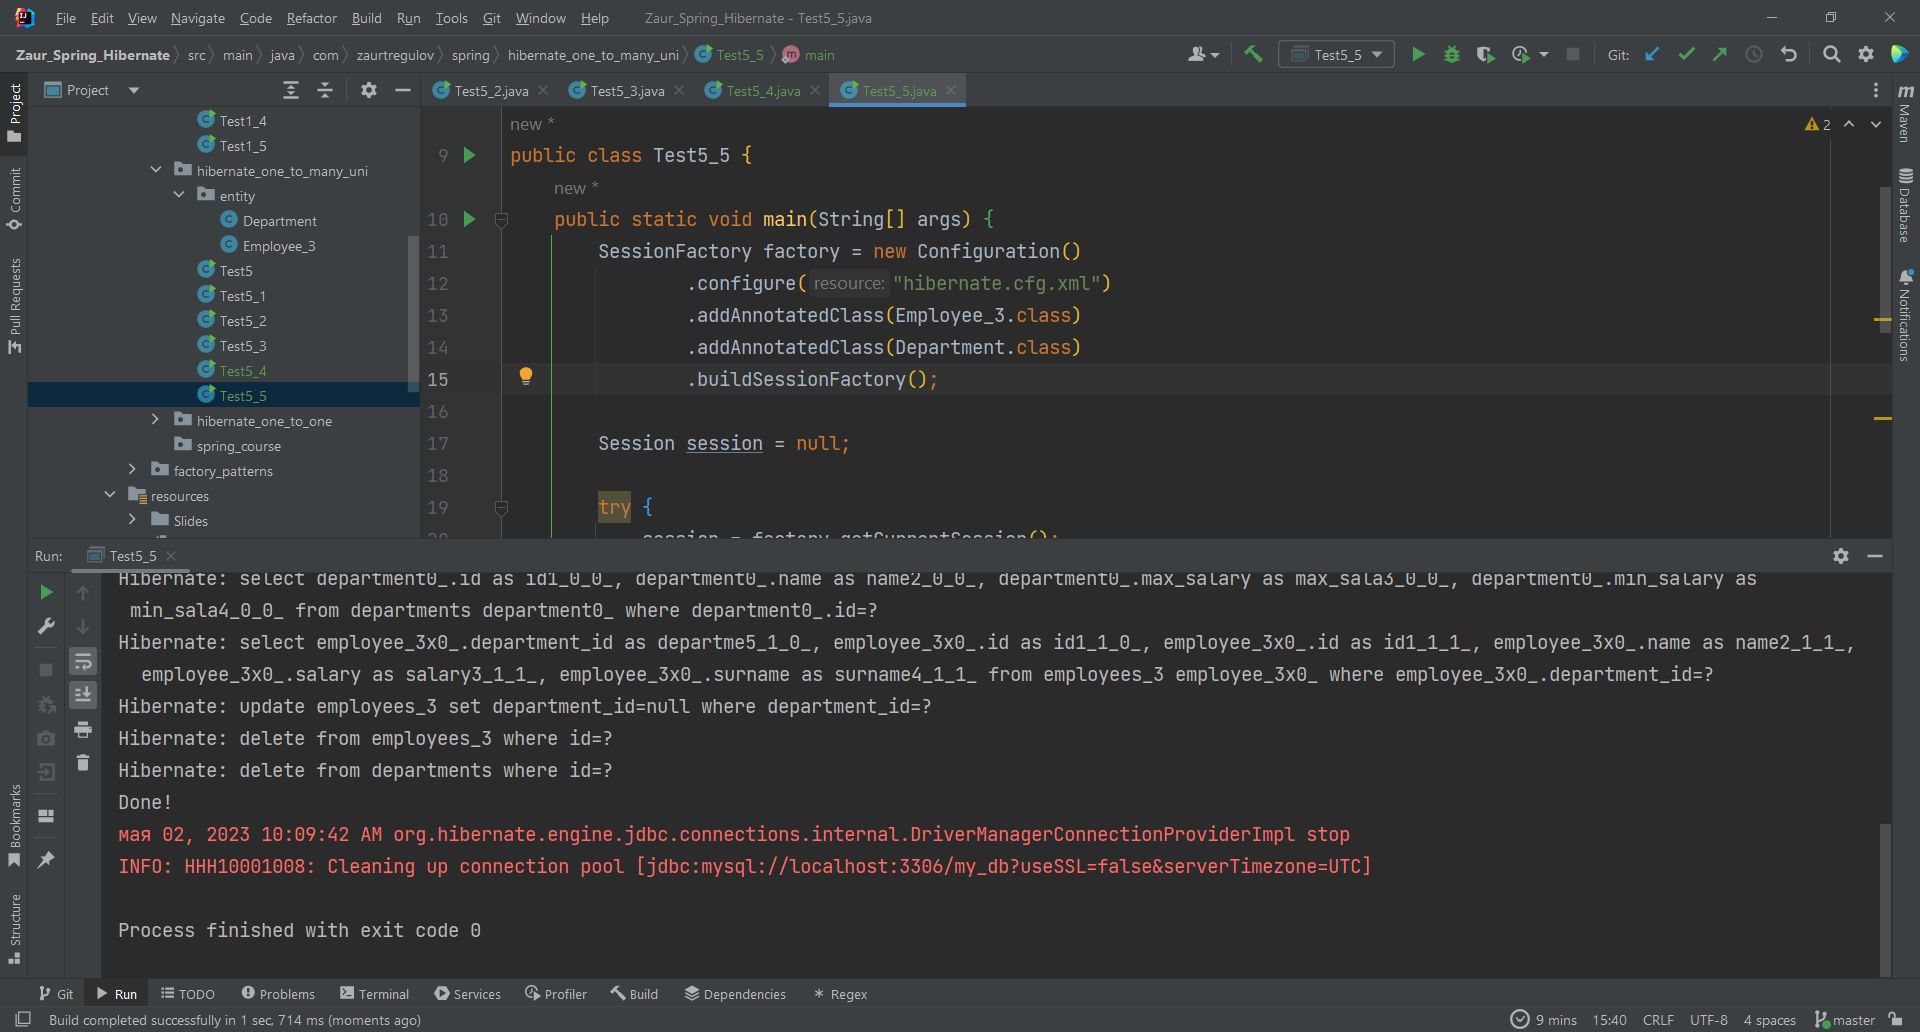 File Edit View Navigate Code Refactor Build Run Tools Git Window Help Zaur_Spring_Hibernate - Test5_5.java
Zaur_Spring_Hibernate src main java com zaurtregulov spring hibernate_one_to_many_uni Test5_5 main Test5_5 Git:
Project
Test5_2.java Test5_3.java Test5_4.java Test5_5.java
Test1_4
Test1_5
hibernate_one_to_many_uni
entity
Department
Employee_3
Test5
Test5_1
Test5_2
Test5_3
Test5_4
Test5_5
hibernate_one_to_one
spring_course
factory_patterns
resources
Slides
new *
2
9 public class Test5_5 {
new *
10 public static void main(String[] args) {
11 SessionFactory factory = new Configuration()
12 .configure( resource: "hibernate.cfg.xml")
13 .addAnnotatedClass(Employee_3.class)
14 .addAnnotatedClass(Department.class)
15 .buildSessionFactory();
16
17 Session session = null;
18
19 try {
20 session = factory.getCurrentSession();
Project
Commit
Pull Requests
Bookmarks
Structure
m Maven
Database
Notifications
Run: Test5_5
Hibernate: select department0_.id as id1_0_0_, department0_.name as name2_0_0_, department0_.max_salary as max_sala3_0_0_, department0_.min_salary as
min_sala4_0_0_ from departments department0_ where department0_.id=?
Hibernate: select employee_3x0_.department_id as departme5_1_0_, employee_3x0_.id as id1_1_0_, employee_3x0_.id as id1_1_1_, employee_3x0_.name as name2_1_1_,
employee_3x0_.salary as salary3_1_1_, employee_3x0_.surname as surname4_1_1_ from employees_3 employee_3x0_ where employee_3x0_.department_id=?
Hibernate: update employees_3 set department_id=null where department_id=?
Hibernate: delete from employees_3 where id=?
Hibernate: delete from departments where id=?
Done!
мая 02, 2023 10:09:42 AM org.hibernate.engine.jdbc.connections.internal.DriverManagerConnectionProviderImpl stop
INFO: HHH10001008: Cleaning up connection pool [jdbc:mysql://localhost:3306/my_db?useSSL=false&serverTimezone=UTC]
Process finished with exit code 0
Git Run TODO Problems Terminal Services Profiler Build Dependencies Regex
Build completed successfully in 1 sec, 714 ms (moments ago) 9 mins 15:40 CRLF UTF-8 4 spaces master